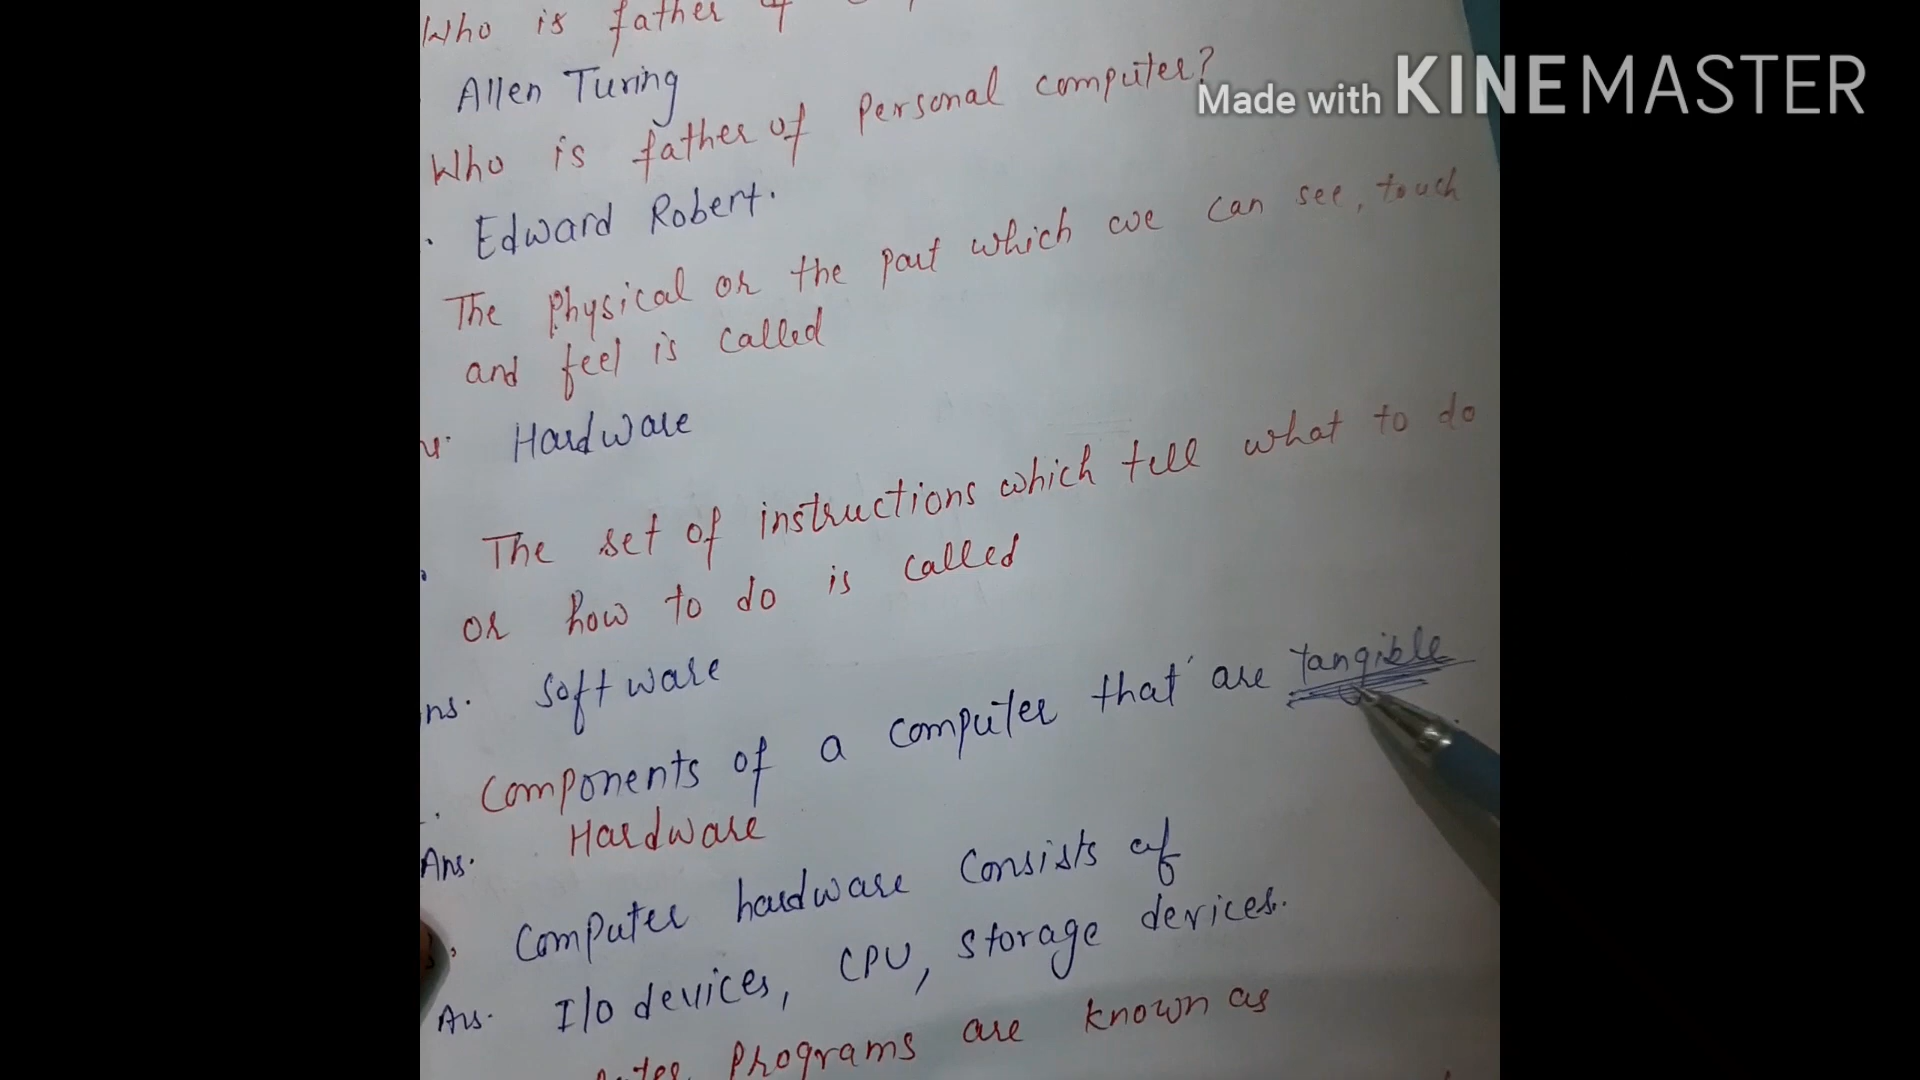 Who is father of
Allen Turing
Made with KINEMASTER
Who is father of Personal computer?
Edward Robert.
The Physical or the part which we can see, touch
and feel is called
Hardware
The set of instructions which tell what to do
or how to do is called
ns. Software
Components of a computer that are tangible
Ans. Hardware
Computer hardware Consists of
Ans. I/O devices, CPU, storage devices.
Programs are known as